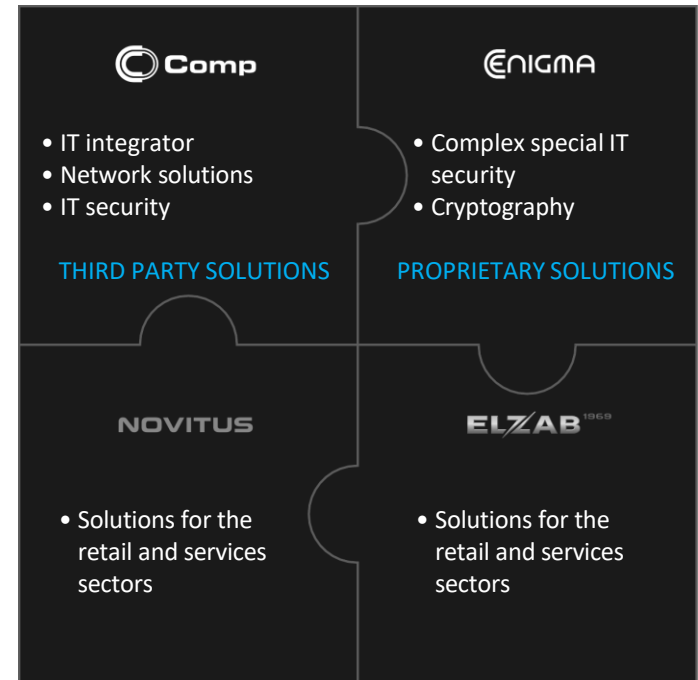 Comp
• IT integrator
• Network solutions
• IT security
THIRD PARTY SOLUTIONS
ENIGMA
• Complex special IT
security
• Cryptography
PROPRIETARY SOLUTIONS
NOVITUS
• Solutions for the
retail and services
sectors
ELZAB 1969
• Solutions for the
retail and services
sectors